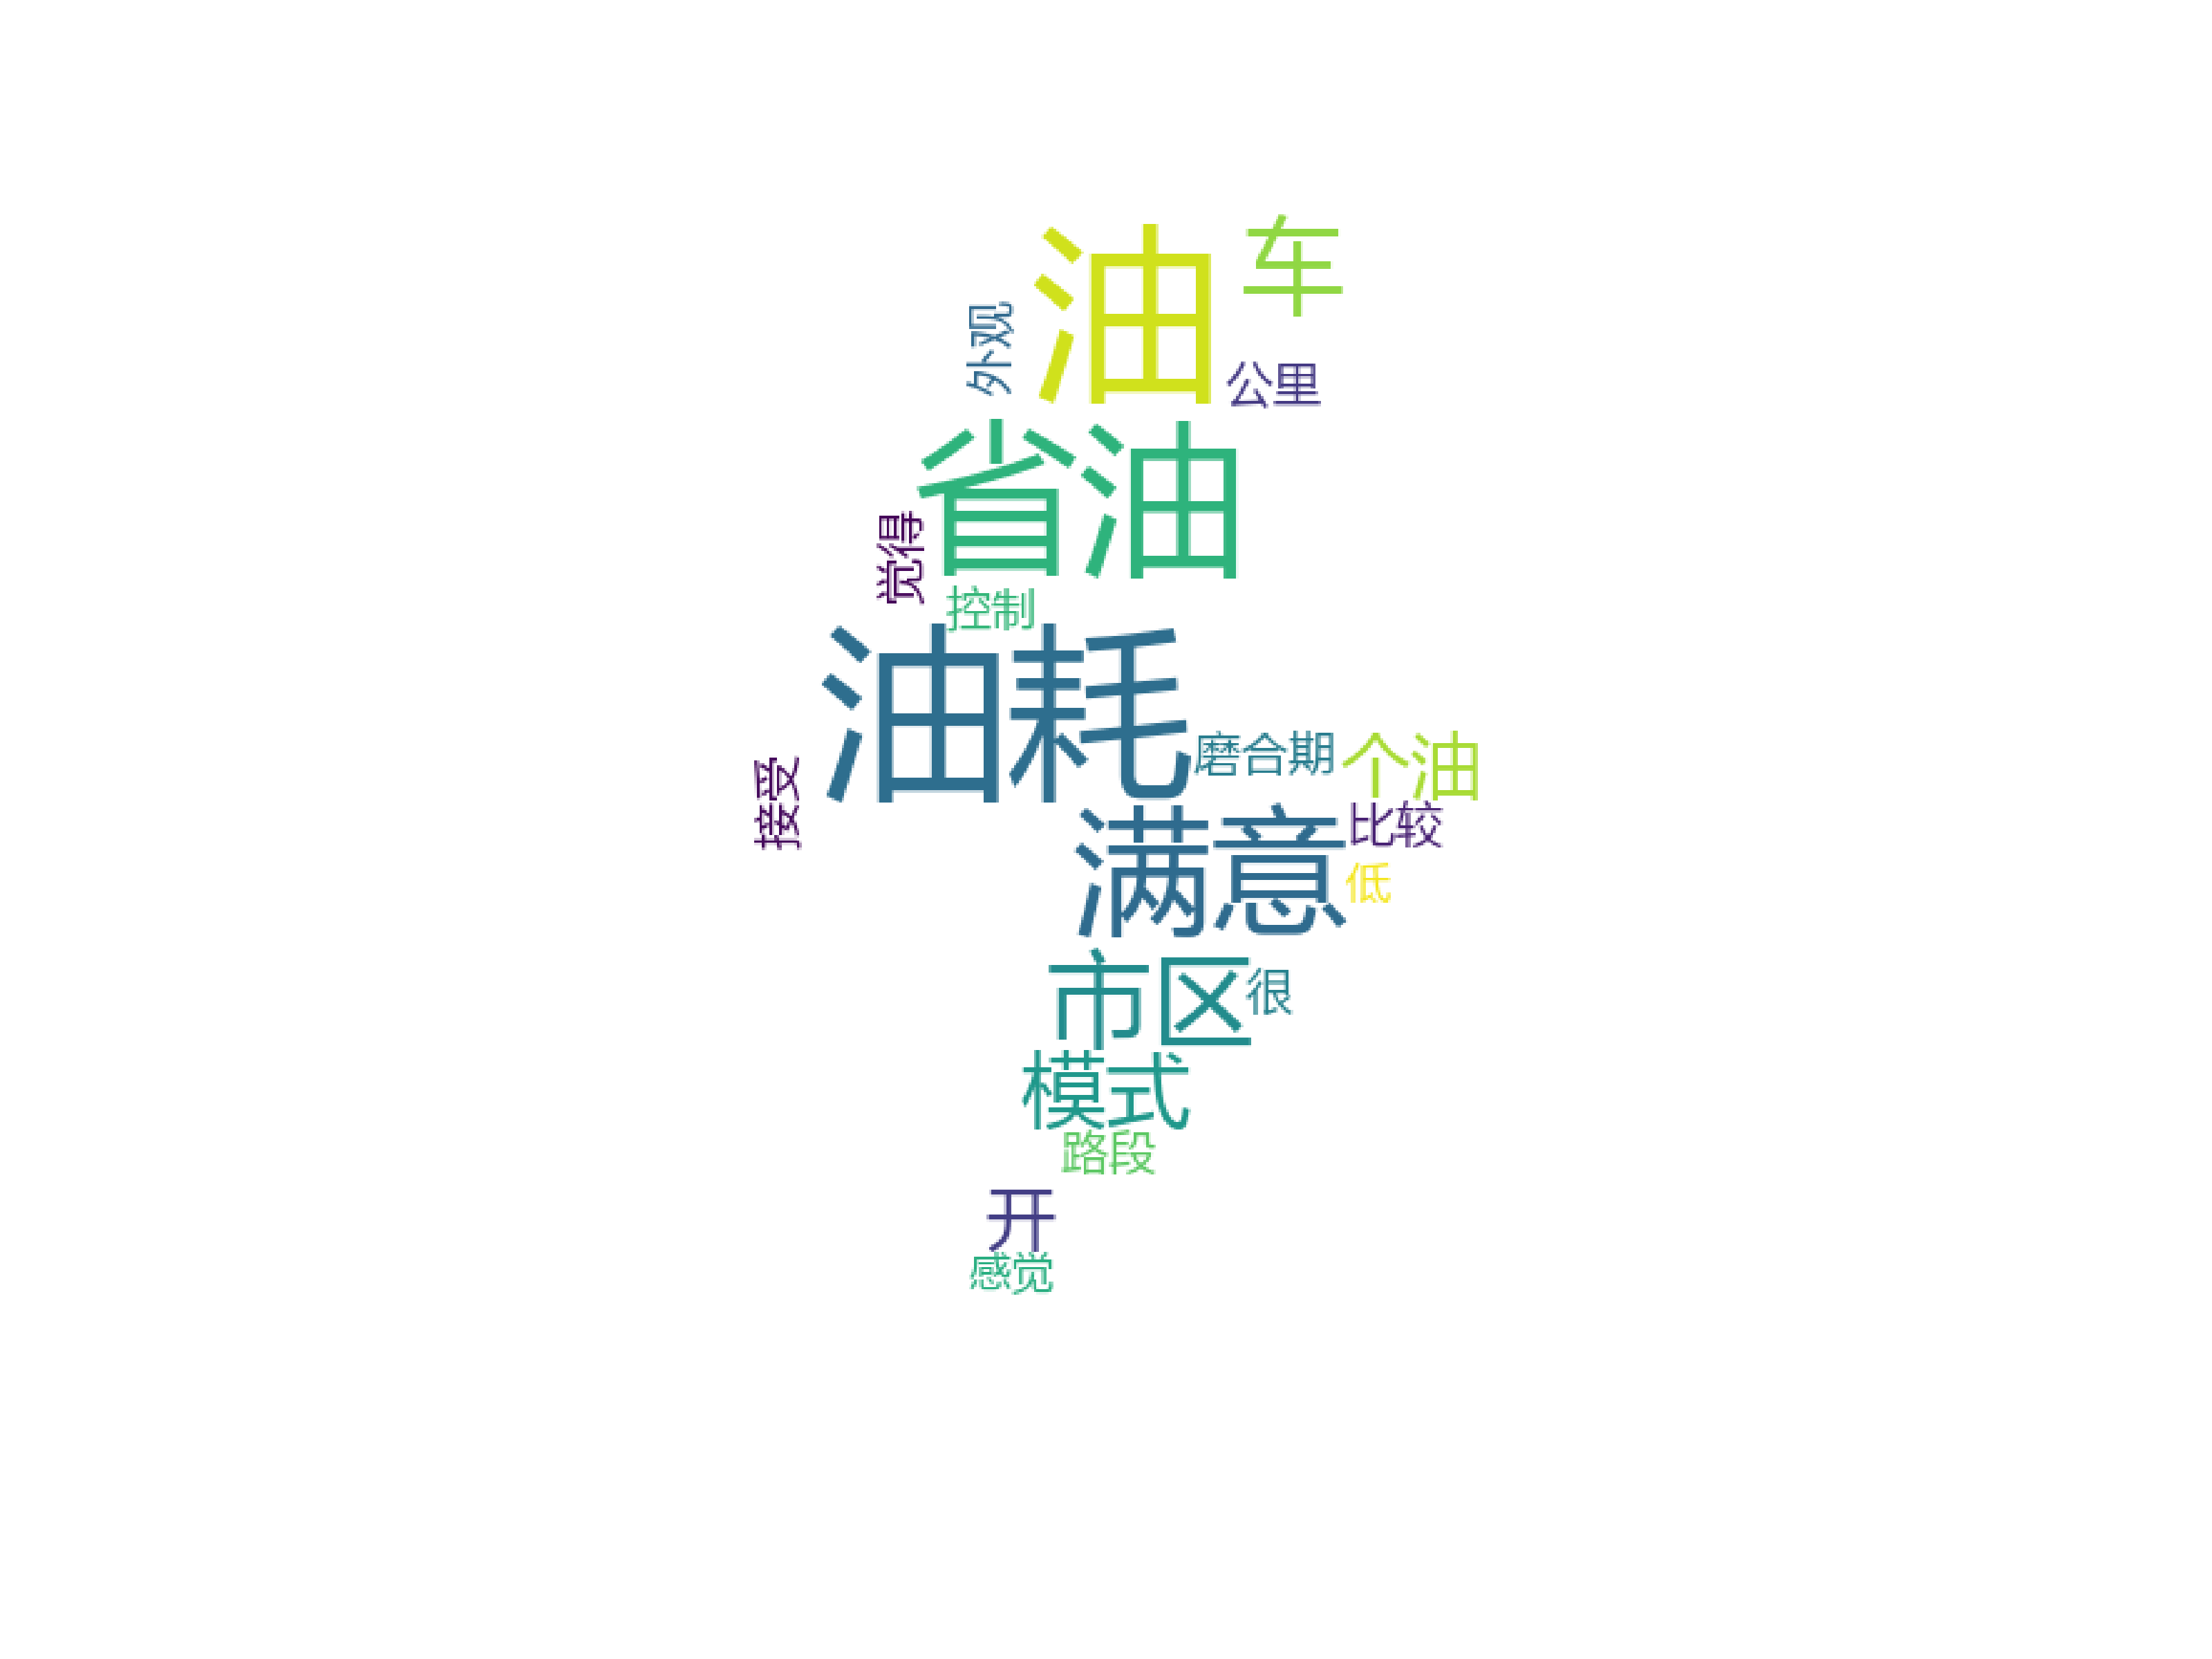 车
油
外观
公里
省油
觉得
控制
油耗
磨合期
个油
接受
比较
满意
低
市区
很
模式
路段
开
感觉